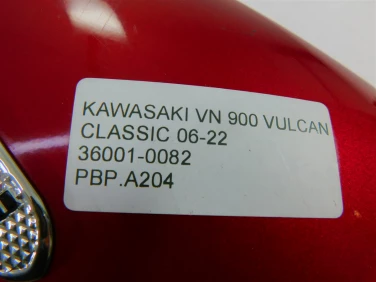 KAWASAKI VN 900 VULCAN
CLASSIC 06-22
36001-0082
PBP.A204